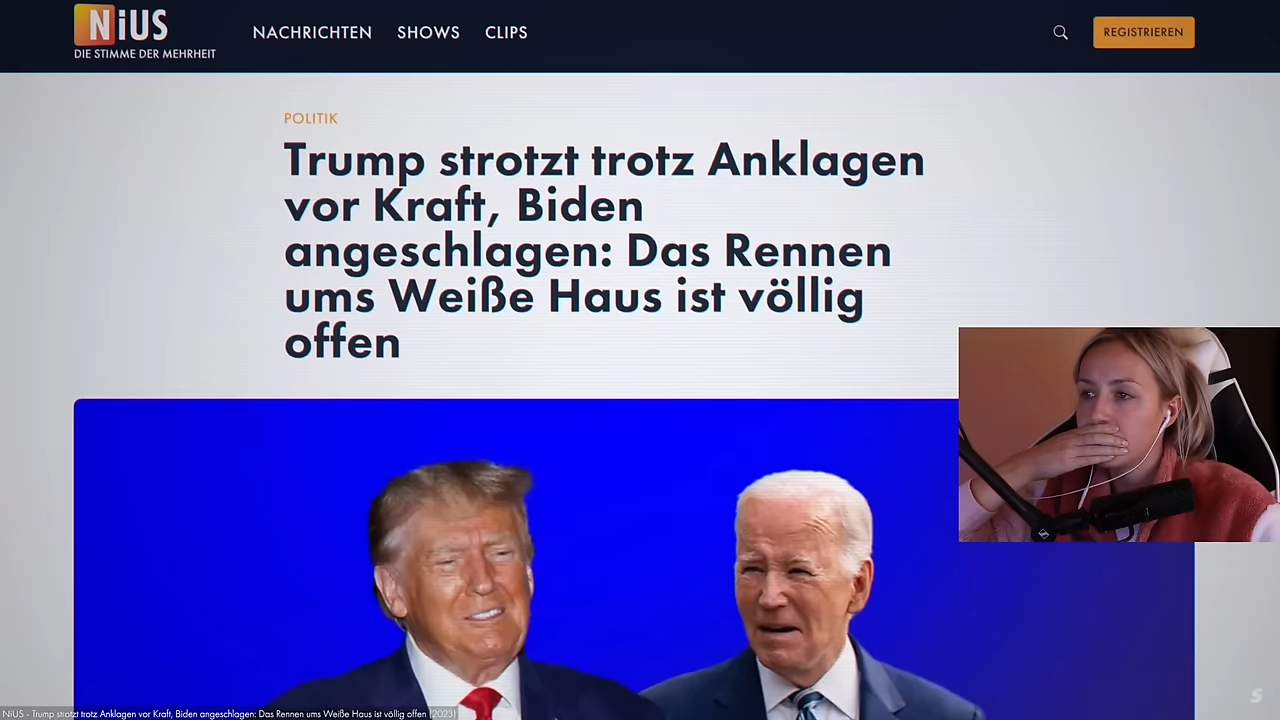 NiUS
DIE STIMME DER MEHRHEIT
NACHRICHTEN SHOWS CLIPS
REGISTRIEREN
POLITIK
Trump strotzt trotz Anklagen
vor Kraft, Biden
angeschlagen: Das Rennen
ums Weiße Haus ist völlig
offen
NiUS - Trump strotzt trotz Anklagen vor Kraft, Biden angeschlagen: Das Rennen ums Weiße Haus ist völlig offen (2023)
S